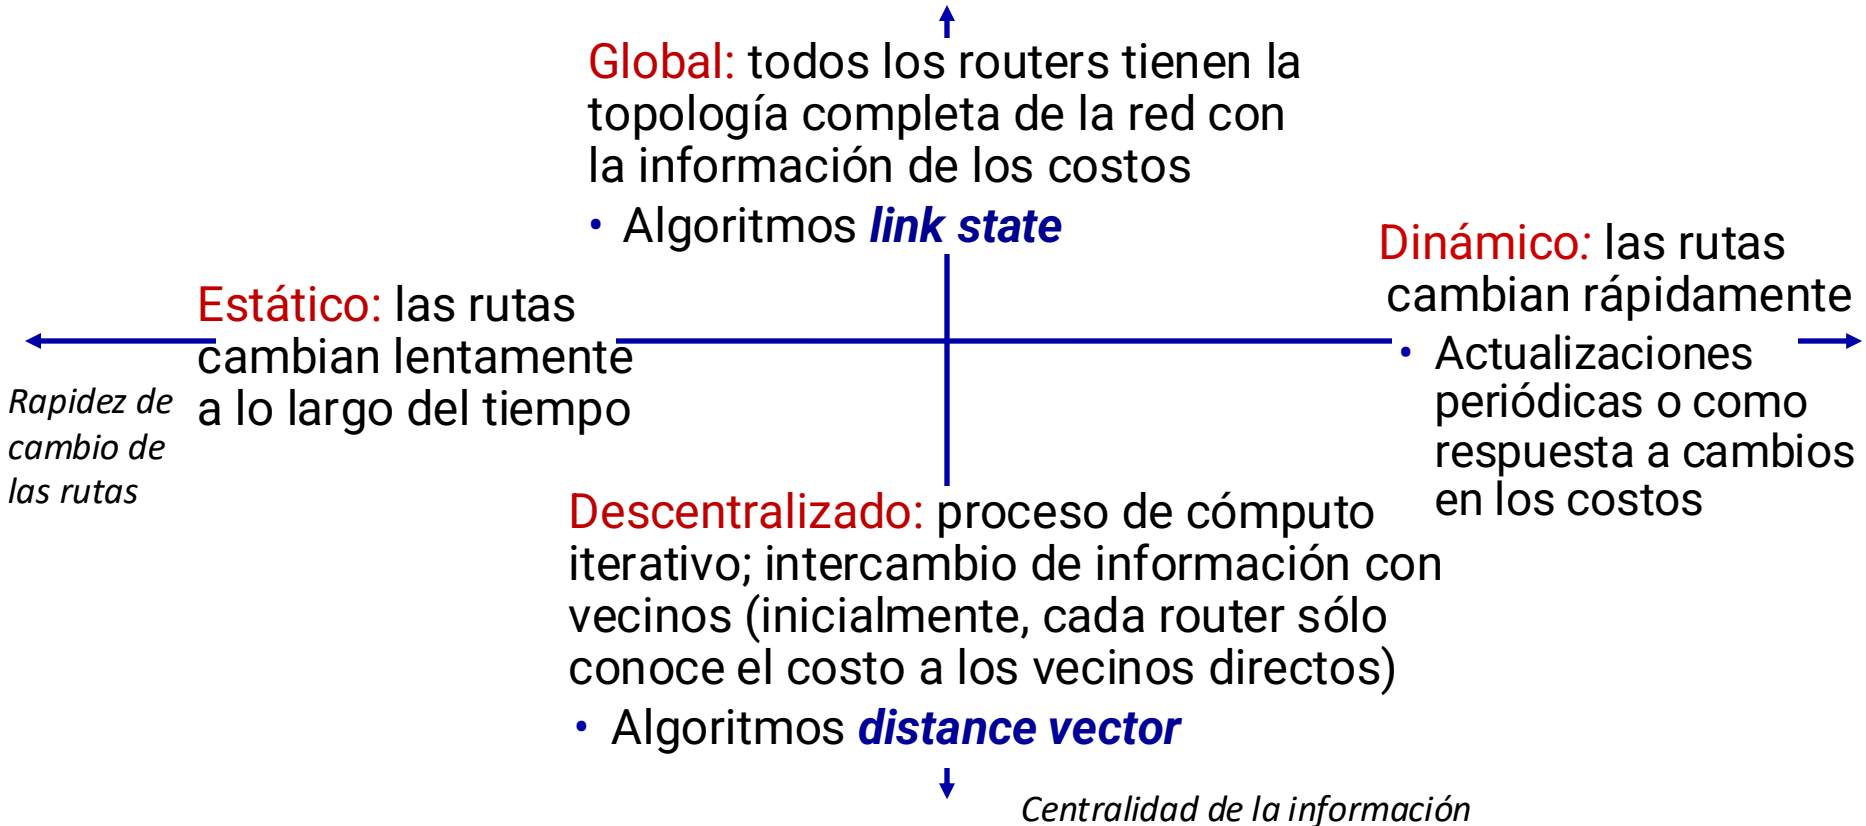 Global: todos los routers tienen la
topología completa de la red con
la información de los costos
• Algoritmos link state
Estático: las rutas
cambian lentamente
a lo largo del tiempo
Dinámico: las rutas
cambian rápidamente
• Actualizaciones
periódicas o como
respuesta a cambios
en los costos
Rapidez de
cambio de
las rutas
Descentralizado: proceso de cómputo
iterativo; intercambio de información con
vecinos (inicialmente, cada router sólo
conoce el costo a los vecinos directos)
• Algoritmos distance vector
Centralidad de la información